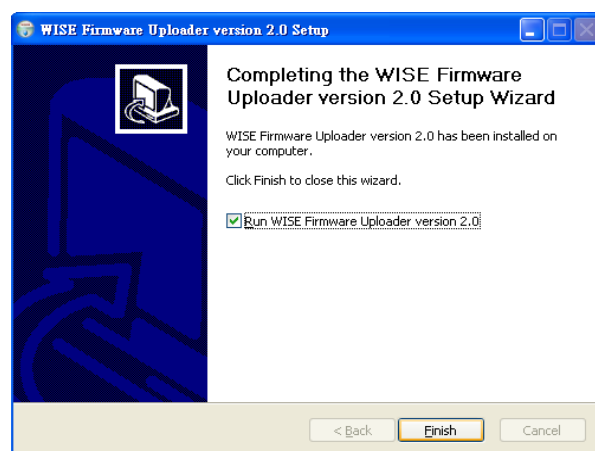 WISE Firmware Uploader version 2.0 Setup
Completing the WISE Firmware
Uploader version 2.0 Setup Wizard
WISE Firmware Uploader version 2.0 has been installed on
your computer.
Click Finish to close this wizard.
Run WISE Firmware Uploader version 2.0
< Back
Finish
Cancel